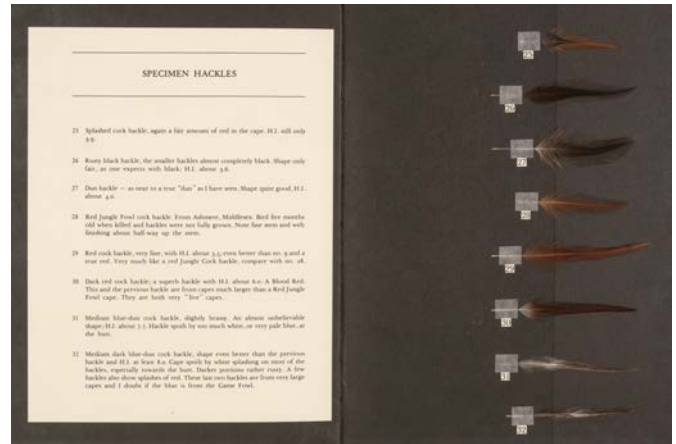 SPECIMEN HACKLES
25 Splashed cock hackle, again a fair amount of red in the cape. H.I. still only
26 Rusty black hackle, the smaller hackles almost completely black. Shape only
fair, as one expects with black; H.I. about 3.8.
27 Dun hackle — as near to a true "dun" as I have seen. Shape quite good, H.I.
about 4.0.
28 Red Jungle Fowl cock hackle. From Ashmere, Middlesex. Bird five months
old when killed and hackles were not fully grown. Note fine stem and web
finishing about half-way up the stem.
29 Red cock hackle, very fine, with H.I. about 5.5; even better than no. 9 and a
true red. Very much like a red Jungle Cock hackle, compare with no. 28.
30 Dark red cock hackle; a superb hackle with H.I. about 6.0. A Blood Red.
This and the previous hackle are from capes much larger than a Red Jungle
Fowl cape. They are both very "live" capes.
31 Medium blue-dun cock hackle, slightly brassy. An almost unbelievable
shape; H.I. about 7.7. Hackle spoilt by too much white, or very pale blue, at
the butt.
32 Medium dark blue-dun cock hackle, shape even better than the previous
hackle and H.I. at least 8.0. Cape spoilt by white splashing on most of the
hackles, especially towards the butt. Darker portions rather rusty. A few
hackles also show splashes of red. These last two hackles are from very large
capes and I doubt if the blue is from the Game Fowl.
25
26
27
28
29
30
31
32